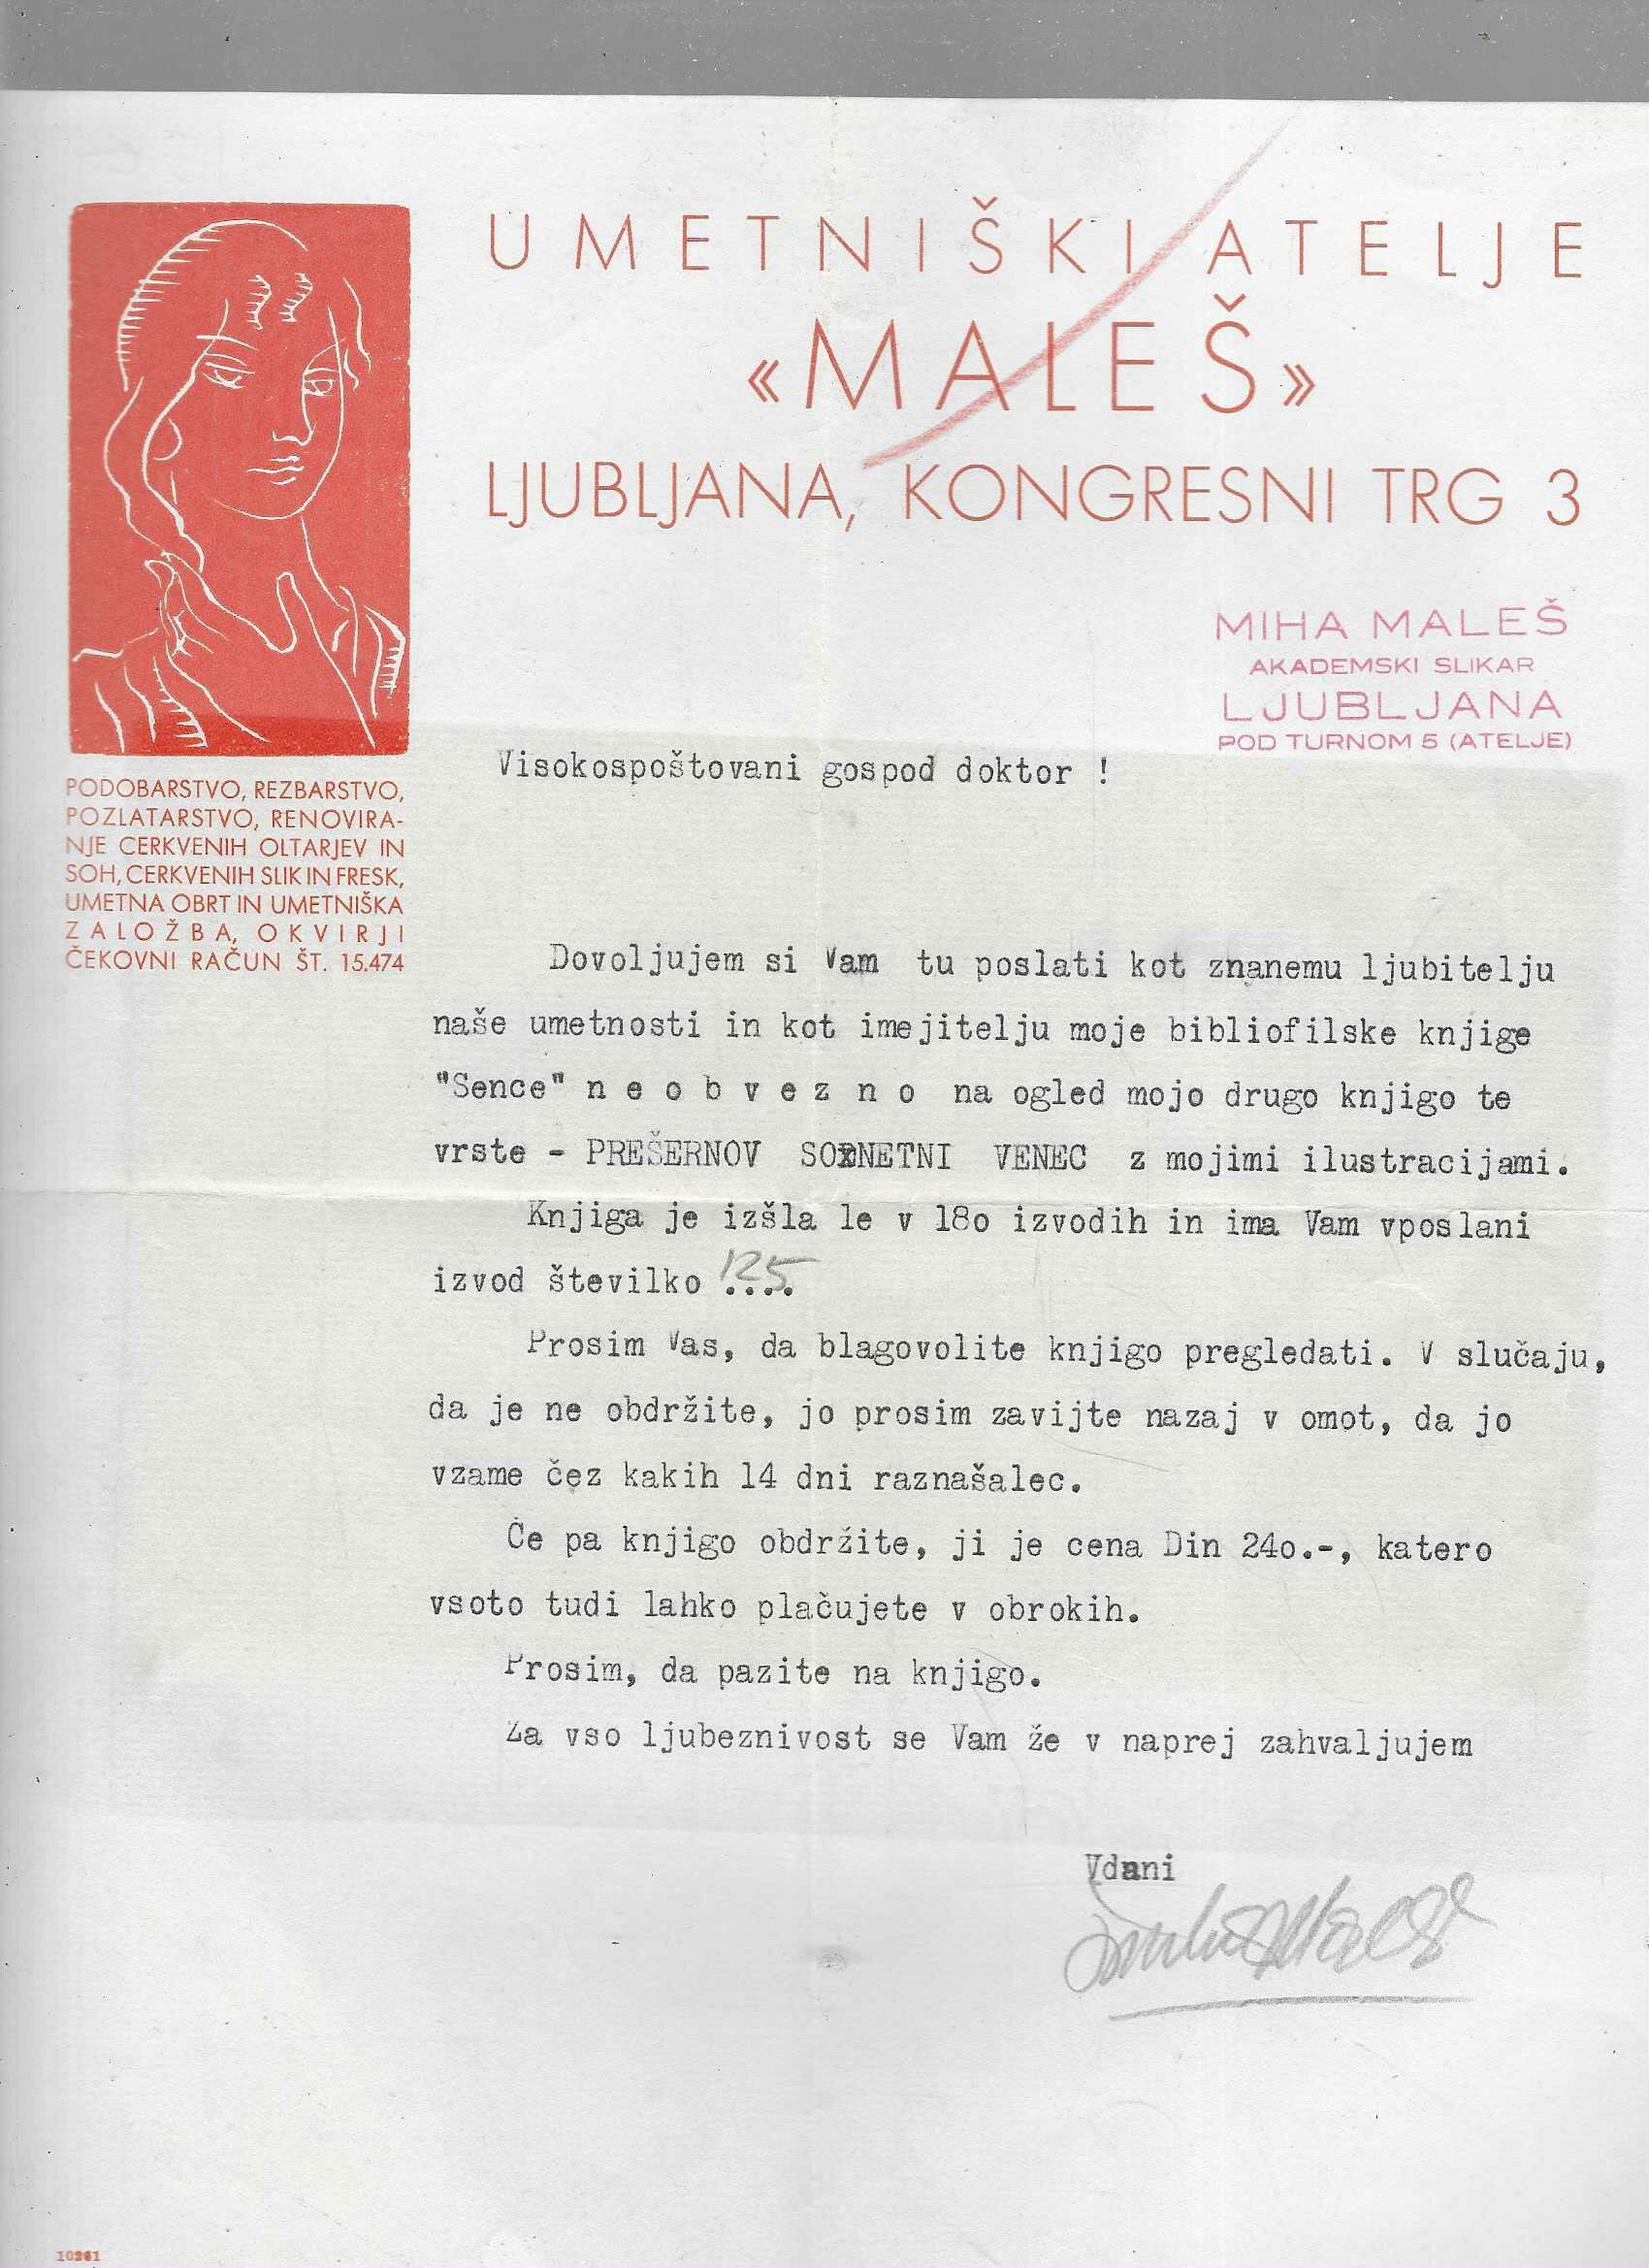 UMETNIŠKI ATELJE
«MALEŠ»
LJUBLJANA, KONGRESNI TRG 3
MIHA MALEŠ
AKADEMSKI SLIKAR
LJUBLJANA
POD TURNOM 5 (ATELJE)
PODOBARSTVO, REZBARSTVO,
POZLATARSTVO, RENOVIRA-
NJE CERKVENIH OLTARJEV IN
SOH, CERKVENIH SLIK IN FRESK,
UMETNA OBRT IN UMETNIŠKA
ZALOŽBA, OKVIRJI
ČEKOVNI RAČUN ŠT. 15.474
Visokospoštovani gospod doktor !
Dovoljujem si Vam tu poslati kot znanemu ljubitelju
naše umetnosti in kot imejitelju moje bibliofilske knjige
"Sence" n e o b v e z n o na ogled mojo drugo knjigo te
vrste - PREŠERNOV SONETNI VENEC z mojimi ilustracijami.
Knjiga je izšla le v 18o izvodih in ima Vam vposlani
izvod številko 125....
Prosim Vas, da blagovolite knjigo pregledati. V slučaju,
da je ne obdržite, jo prosim zavijte nazaj v omot, da jo
vzame čez kakih 14 dni raznašalec.
Če pa knjigo obdržite, ji je cena Din 24o.-, katero
vsoto tudi lahko plačujete v obrokih.
Prosim, da pazite na knjigo.
Za vso ljubeznivost se Vam že v naprej zahvaljujem
Vdani
Miha Maleš